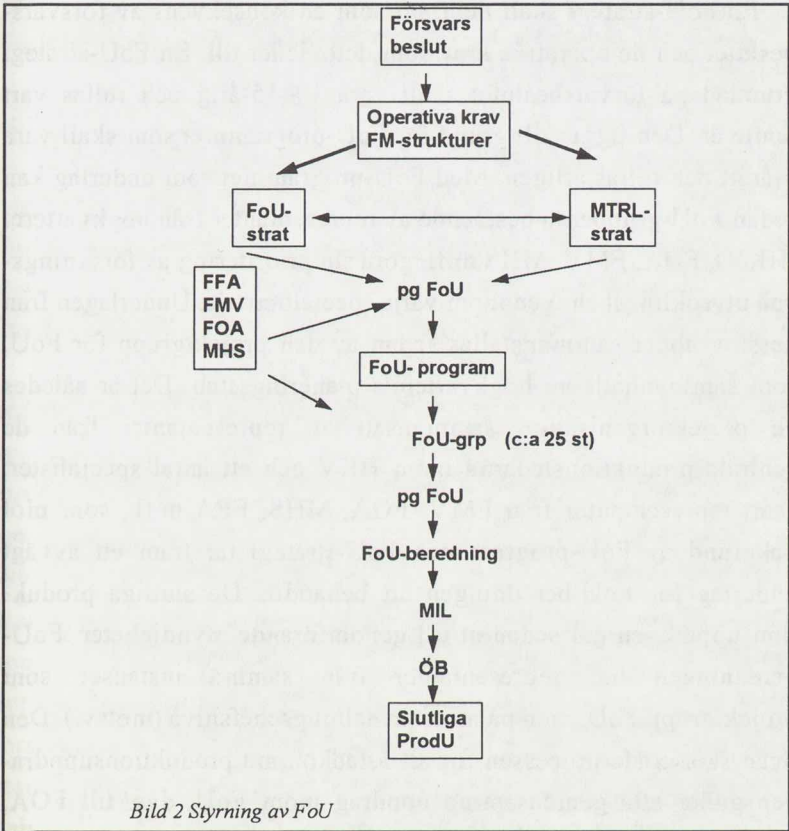 Försvars
beslut
Operativa krav
FM-strukturer
FoU-
strat
MTRL-
strat
FFA
FMV
FOA
MHS
pg FoU
FoU- program
FoU-grp (c:a 25 st)
pg FoU
FoU-beredning
MIL
ÖB
Slutliga
ProdU
Bild 2 Styrning av FoU